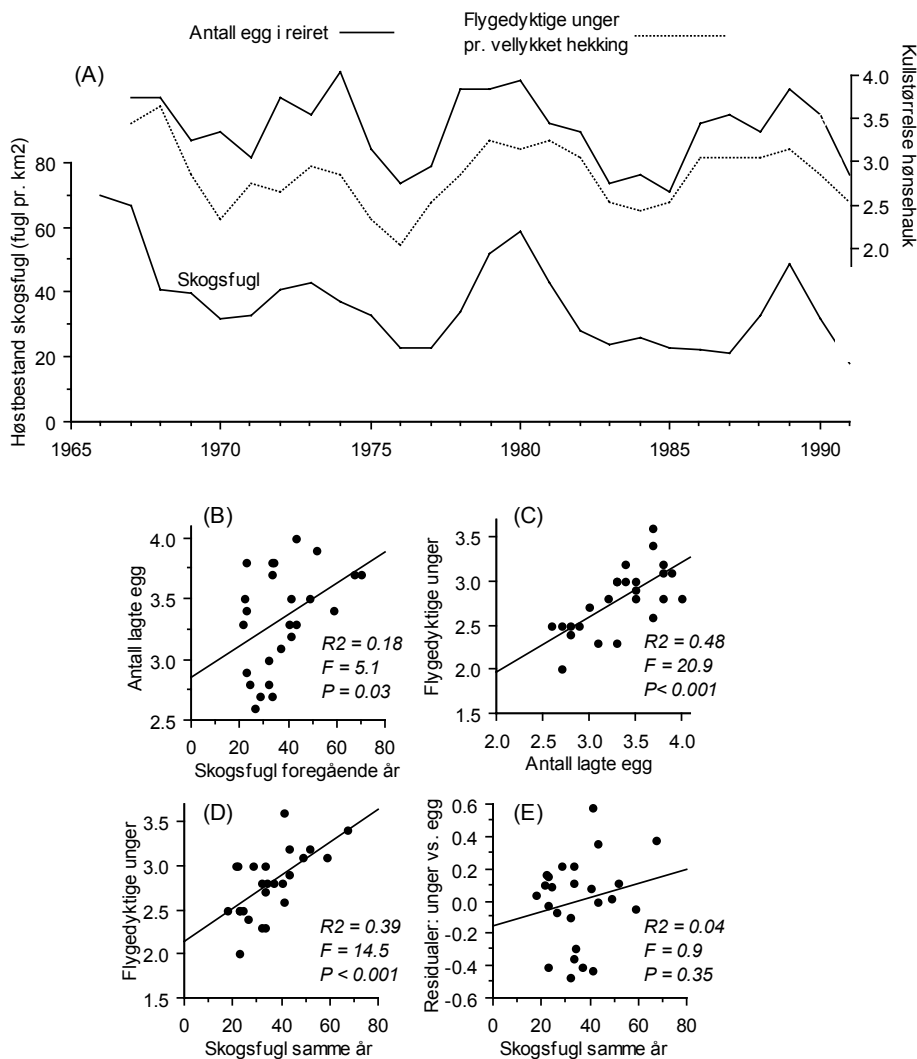 Antall egg i reiret
Flygedyktige unger
pr. vellykket hekking
(A)
Høstbestand skogsfugl (fugl pr. km2)
80
60
40
20
0
4.0
3.5
3.0
2.5
2.0
Kullstørrelse hønsehauk
Skogsfugl
1965 1970 1975 1980 1985 1990
(B)
Antall lagte egg
4.0
3.5
3.0
2.5
R2 = 0.18
F = 5.1
P = 0.03
0 20 40 60 80
Skogsfugl foregående år
(C)
Flygedyktige unger
3.5
3.0
2.5
2.0
1.5
R2 = 0.48
F = 20.9
P< 0.001
2.0 2.5 3.0 3.5 4.0
Antall lagte egg
(D)
Flygedyktige unger
3.5
3.0
2.5
2.0
1.5
R2 = 0.39
F = 14.5
P < 0.001
0 20 40 60 80
Skogsfugl samme år
(E)
Residualer: unger vs. egg
0.6
0.4
0.2
0.0
-0.2
-0.4
-0.6
R2 = 0.04
F = 0.9
P = 0.35
0 20 40 60 80
Skogsfugl samme år